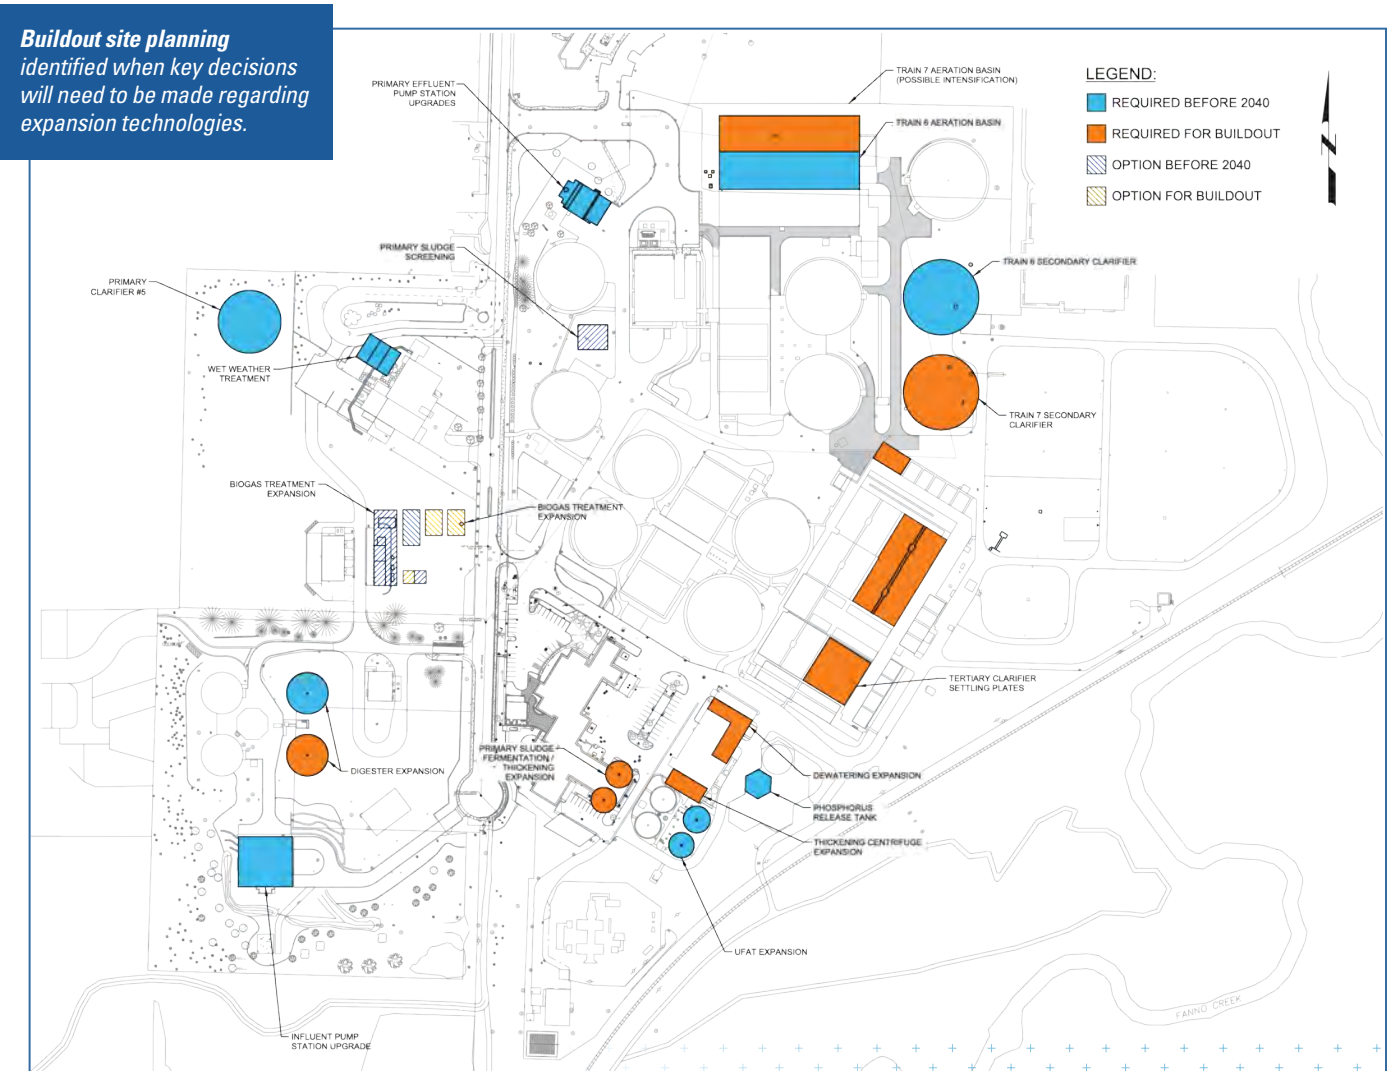 Buildout site planning
identified when key decisions
will need to be made regarding
expansion technologies.
LEGEND:
REQUIRED BEFORE 2040
REQUIRED FOR BUILDOUT
OPTION BEFORE 2040
OPTION FOR BUILDOUT
N
TRAIN 7 AERATION BASIN
(POSSIBLE INTENSIFICATION)
PRIMARY EFFLUENT
PUMP STATION
UPGRADES
TRAIN 6 AERATION BASIN
PRIMARY SLUDGE
SCREENING
TRAIN 6 SECONDARY CLARIFIER
PRIMARY
CLARIFIER #5
WET WEATHER
TREATMENT
TRAIN 7 SECONDARY
CLARIFIER
BIOGAS TREATMENT
EXPANSION
BIOGAS TREATMENT
EXPANSION
TERTIARY CLARIFIER
SETTLING PLATES
PRIMARY SLUDGE
FERMENTATION /
THICKENING
EXPANSION
DIGESTER EXPANSION
DEWATERING EXPANSION
PHOSPHORUS
RELEASE TANK
THICKENING CENTRIFUGE
EXPANSION
UFAT EXPANSION
FANNO CREEK
INFLUENT PUMP
STATION UPGRADE